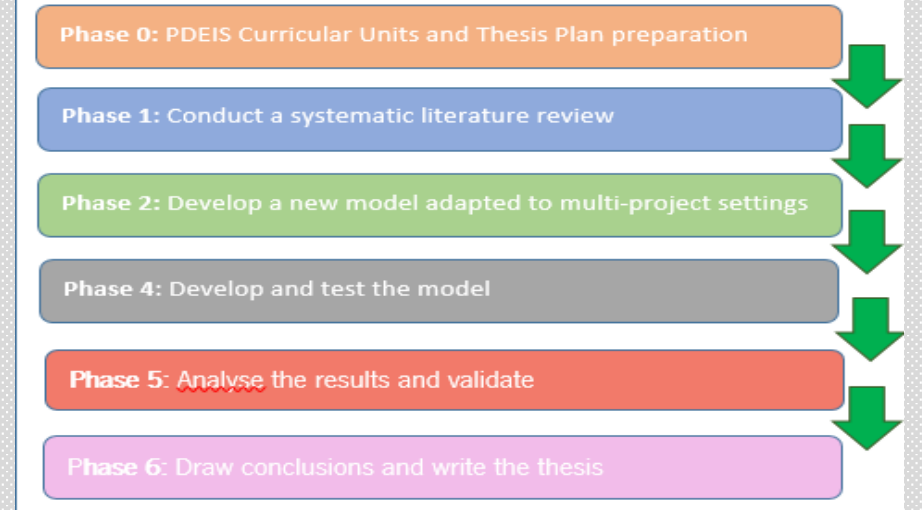 Phase 0: PDEIS Curricular Units and Thesis Plan preparation
Phase 1: Conduct a systematic literature review
Phase 2: Develop a new model adapted to multi-project settings
Phase 4: Develop and test the model
Phase 5: Analyse the results and validate
Phase 6: Draw conclusions and write the thesis